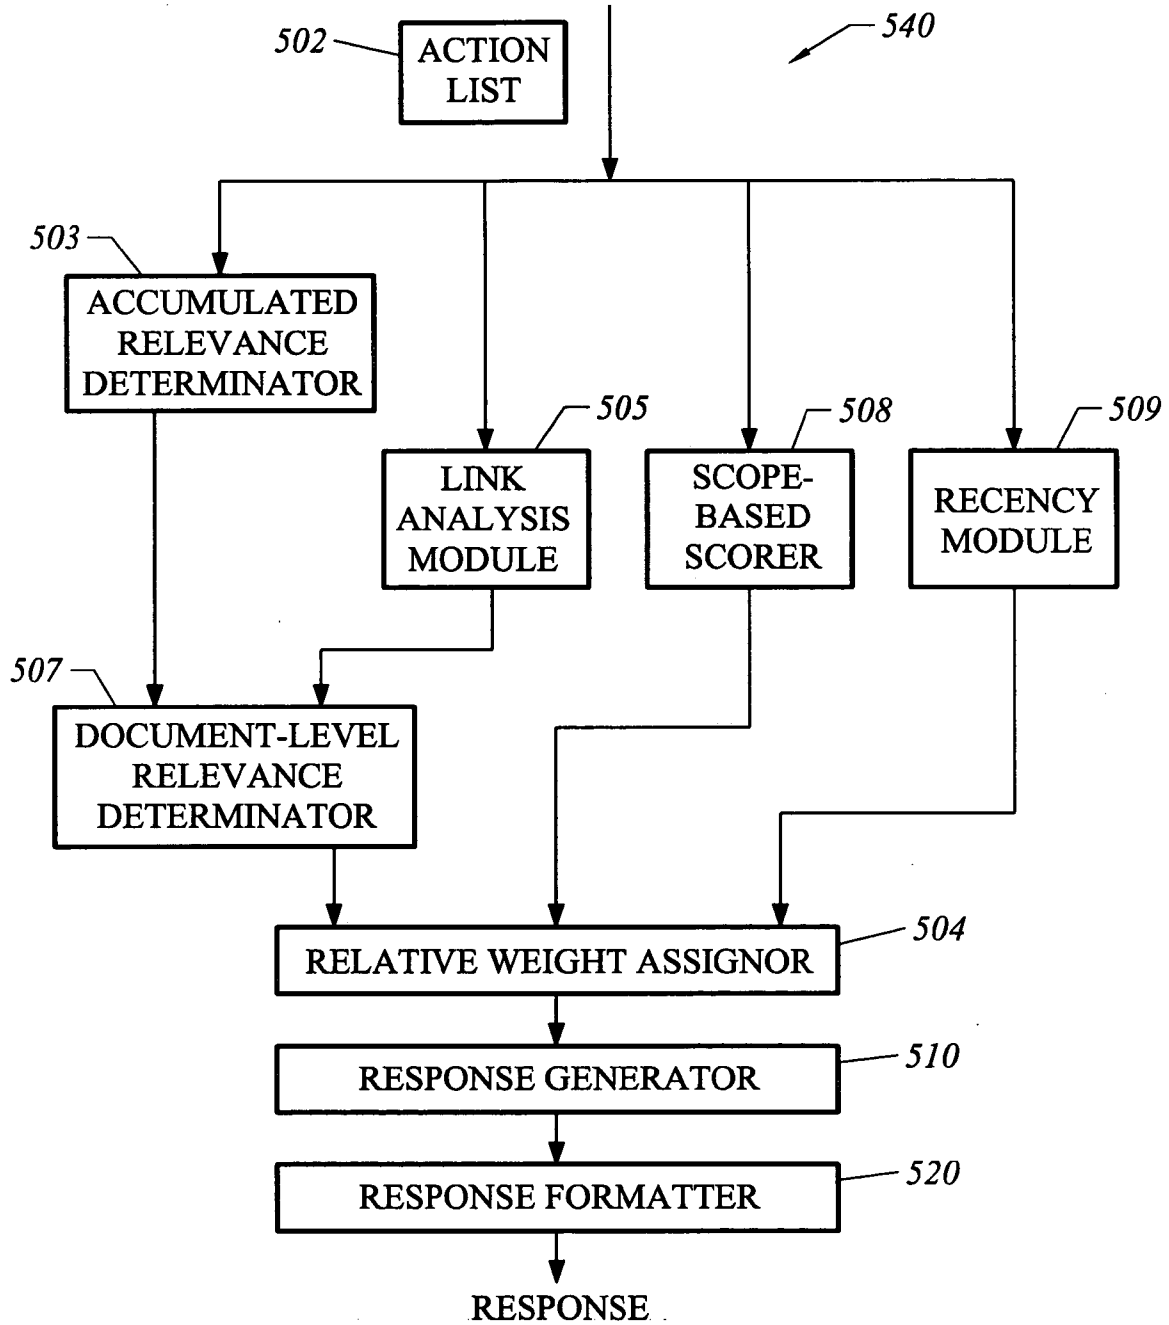 502
ACTION
LIST
540
503
ACCUMULATED
RELEVANCE
DETERMINATOR
505
LINK
ANALYSIS
MODULE
508
SCOPE-
BASED
SCORER
509
RECENCY
MODULE
507
DOCUMENT-LEVEL
RELEVANCE
DETERMINATOR
504
RELATIVE WEIGHT ASSIGNOR
510
RESPONSE GENERATOR
520
RESPONSE FORMATTER
RESPONSE